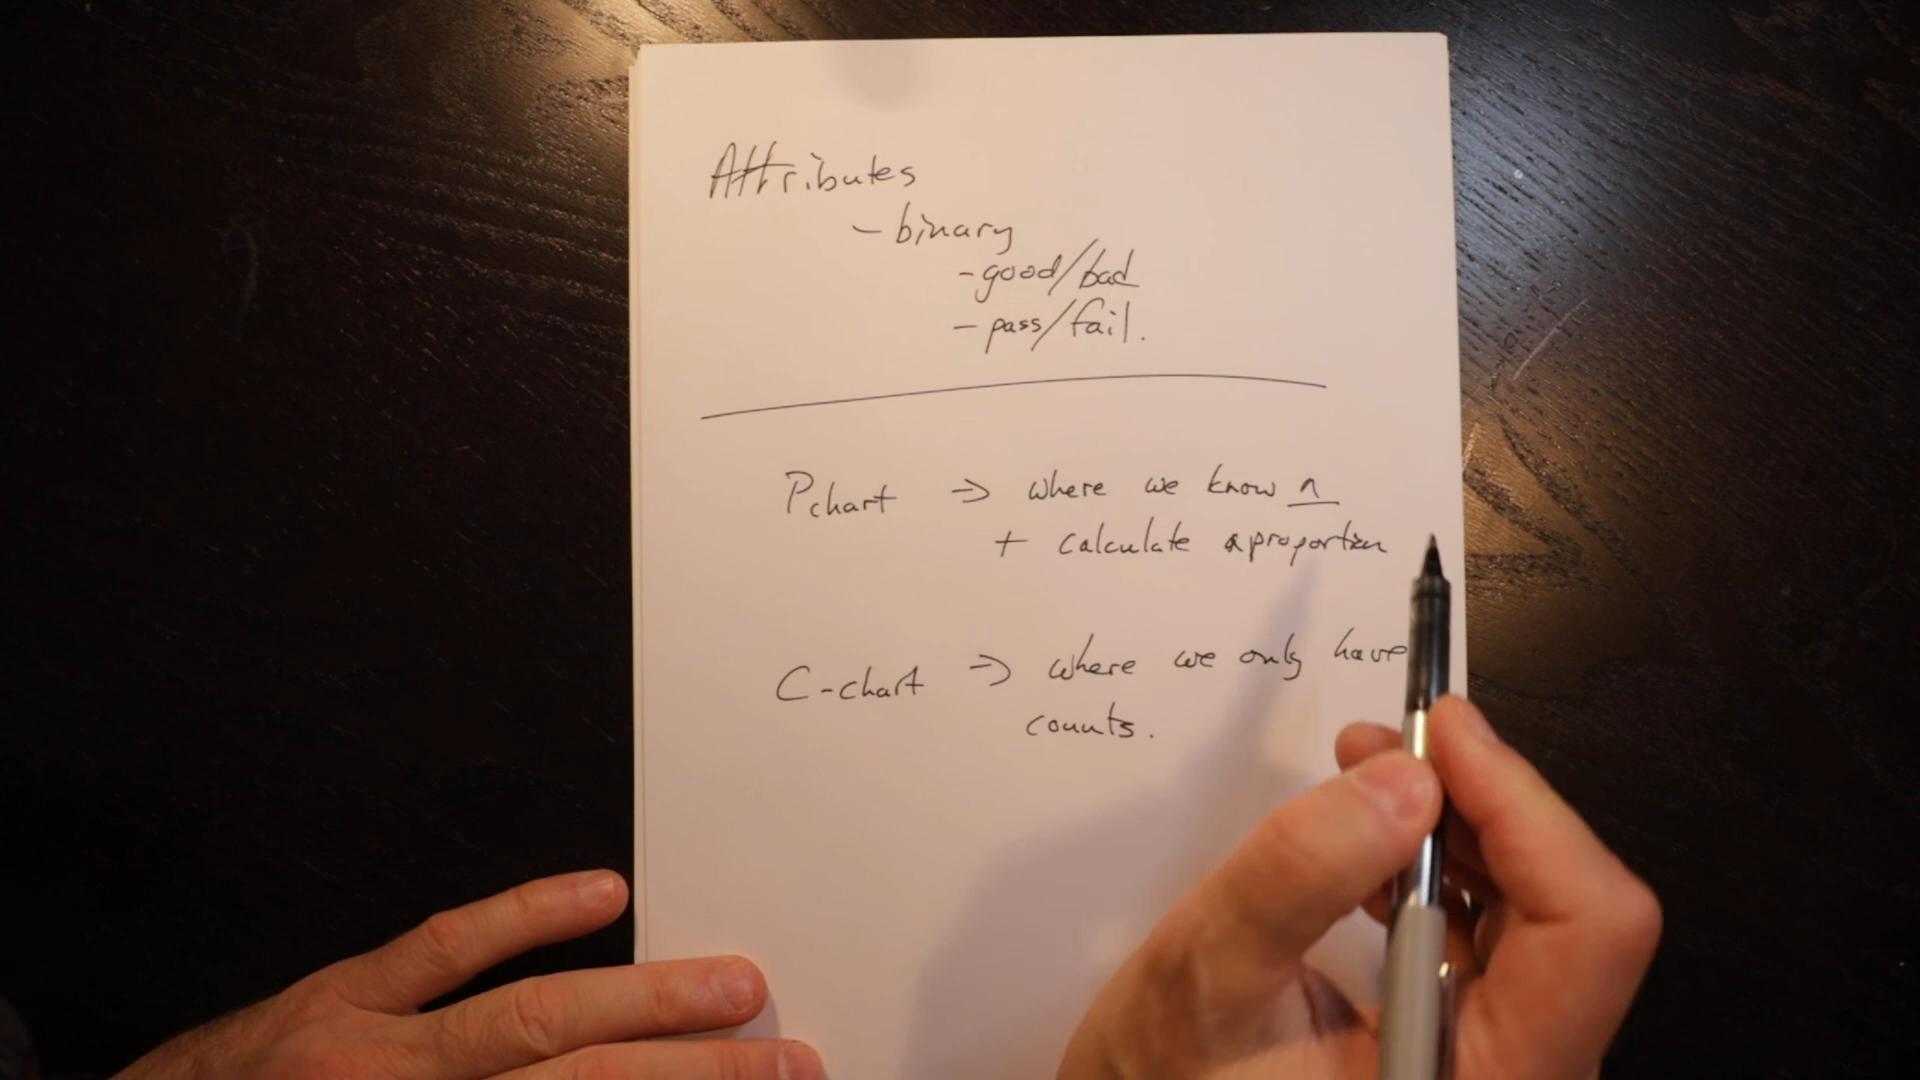 Attributes
- binary
- good/bad
- pass/fail.
Pchart → where we know n
+ calculate a proportion
C-chart → where we only have
counts.